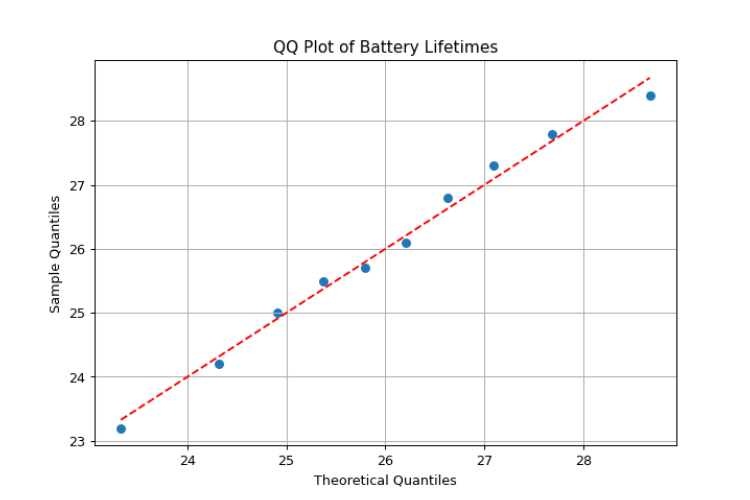 QQ Plot of Battery Lifetimes
28
27
26
25
24
23
Sample Quantiles
24 25 26 27 28
Theoretical Quantiles